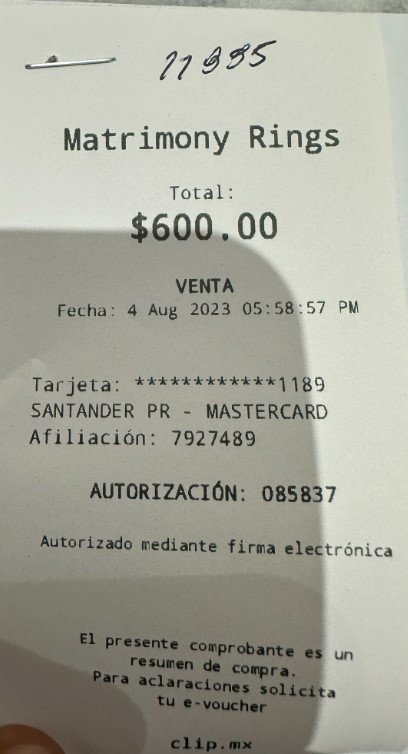 11335
Matrimony Rings
Total:
$600.00
VENTA
Fecha: 4 Aug 2023 05:58:57 PM
Tarjeta: ************1189
SANTANDER PR - MASTERCARD
Afiliación: 7927489
AUTORIZACIÓN: 085837
Autorizado mediante firma electrónica
El presente comprobante es un
resumen de compra.
Para aclaraciones solicita
tu e-voucher
clip.mx